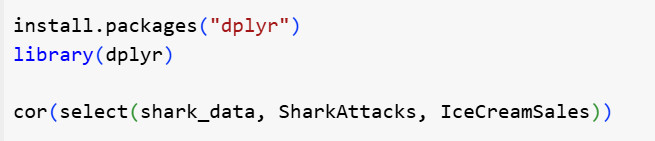 install.packages("dplyr")
library(dplyr)
cor(select(shark_data, SharkAttacks, IceCreamSales))